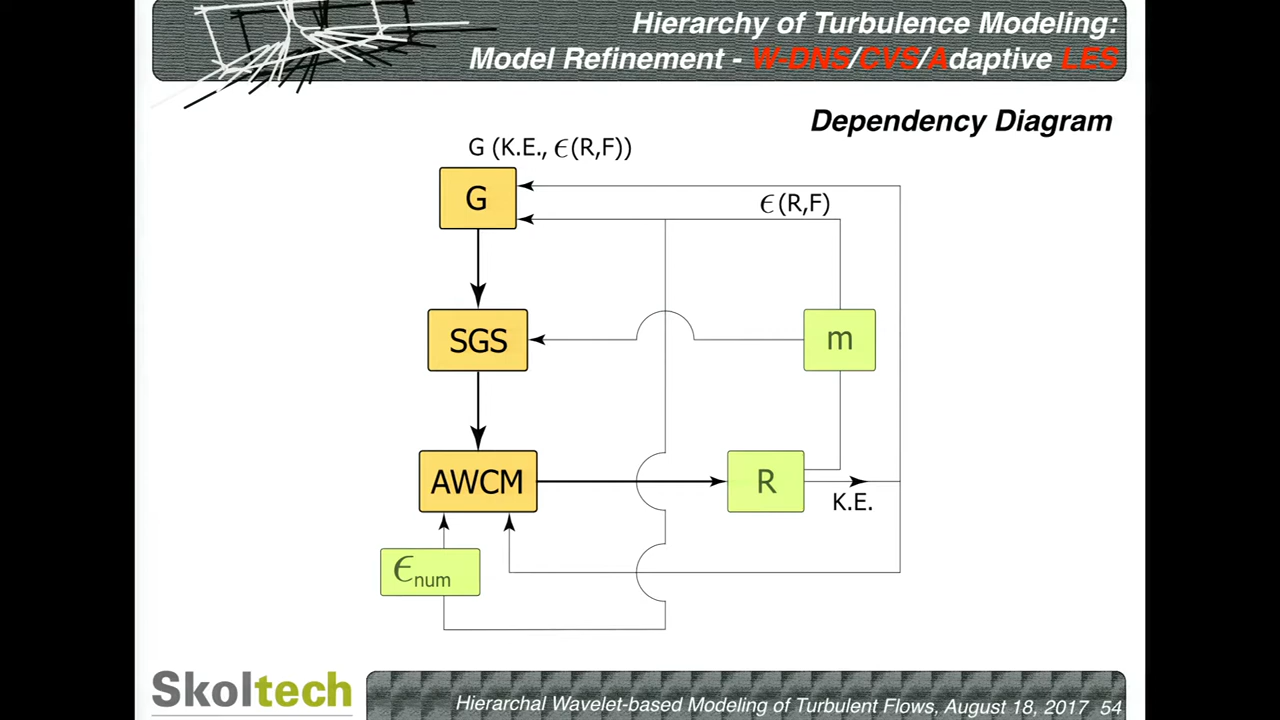 Hierarchy of Turbulence Modeling:
Model Refinement - W-DNS/CVS/Adaptive LES
Dependency Diagram
G (K.E., ϵ(R,F))
G
ϵ(R,F)
SGS
m
AWCM
R
K.E.
ϵnum
Skoltech
Hierarchal Wavelet-based Modeling of Turbulent Flows, August 18, 2017 54